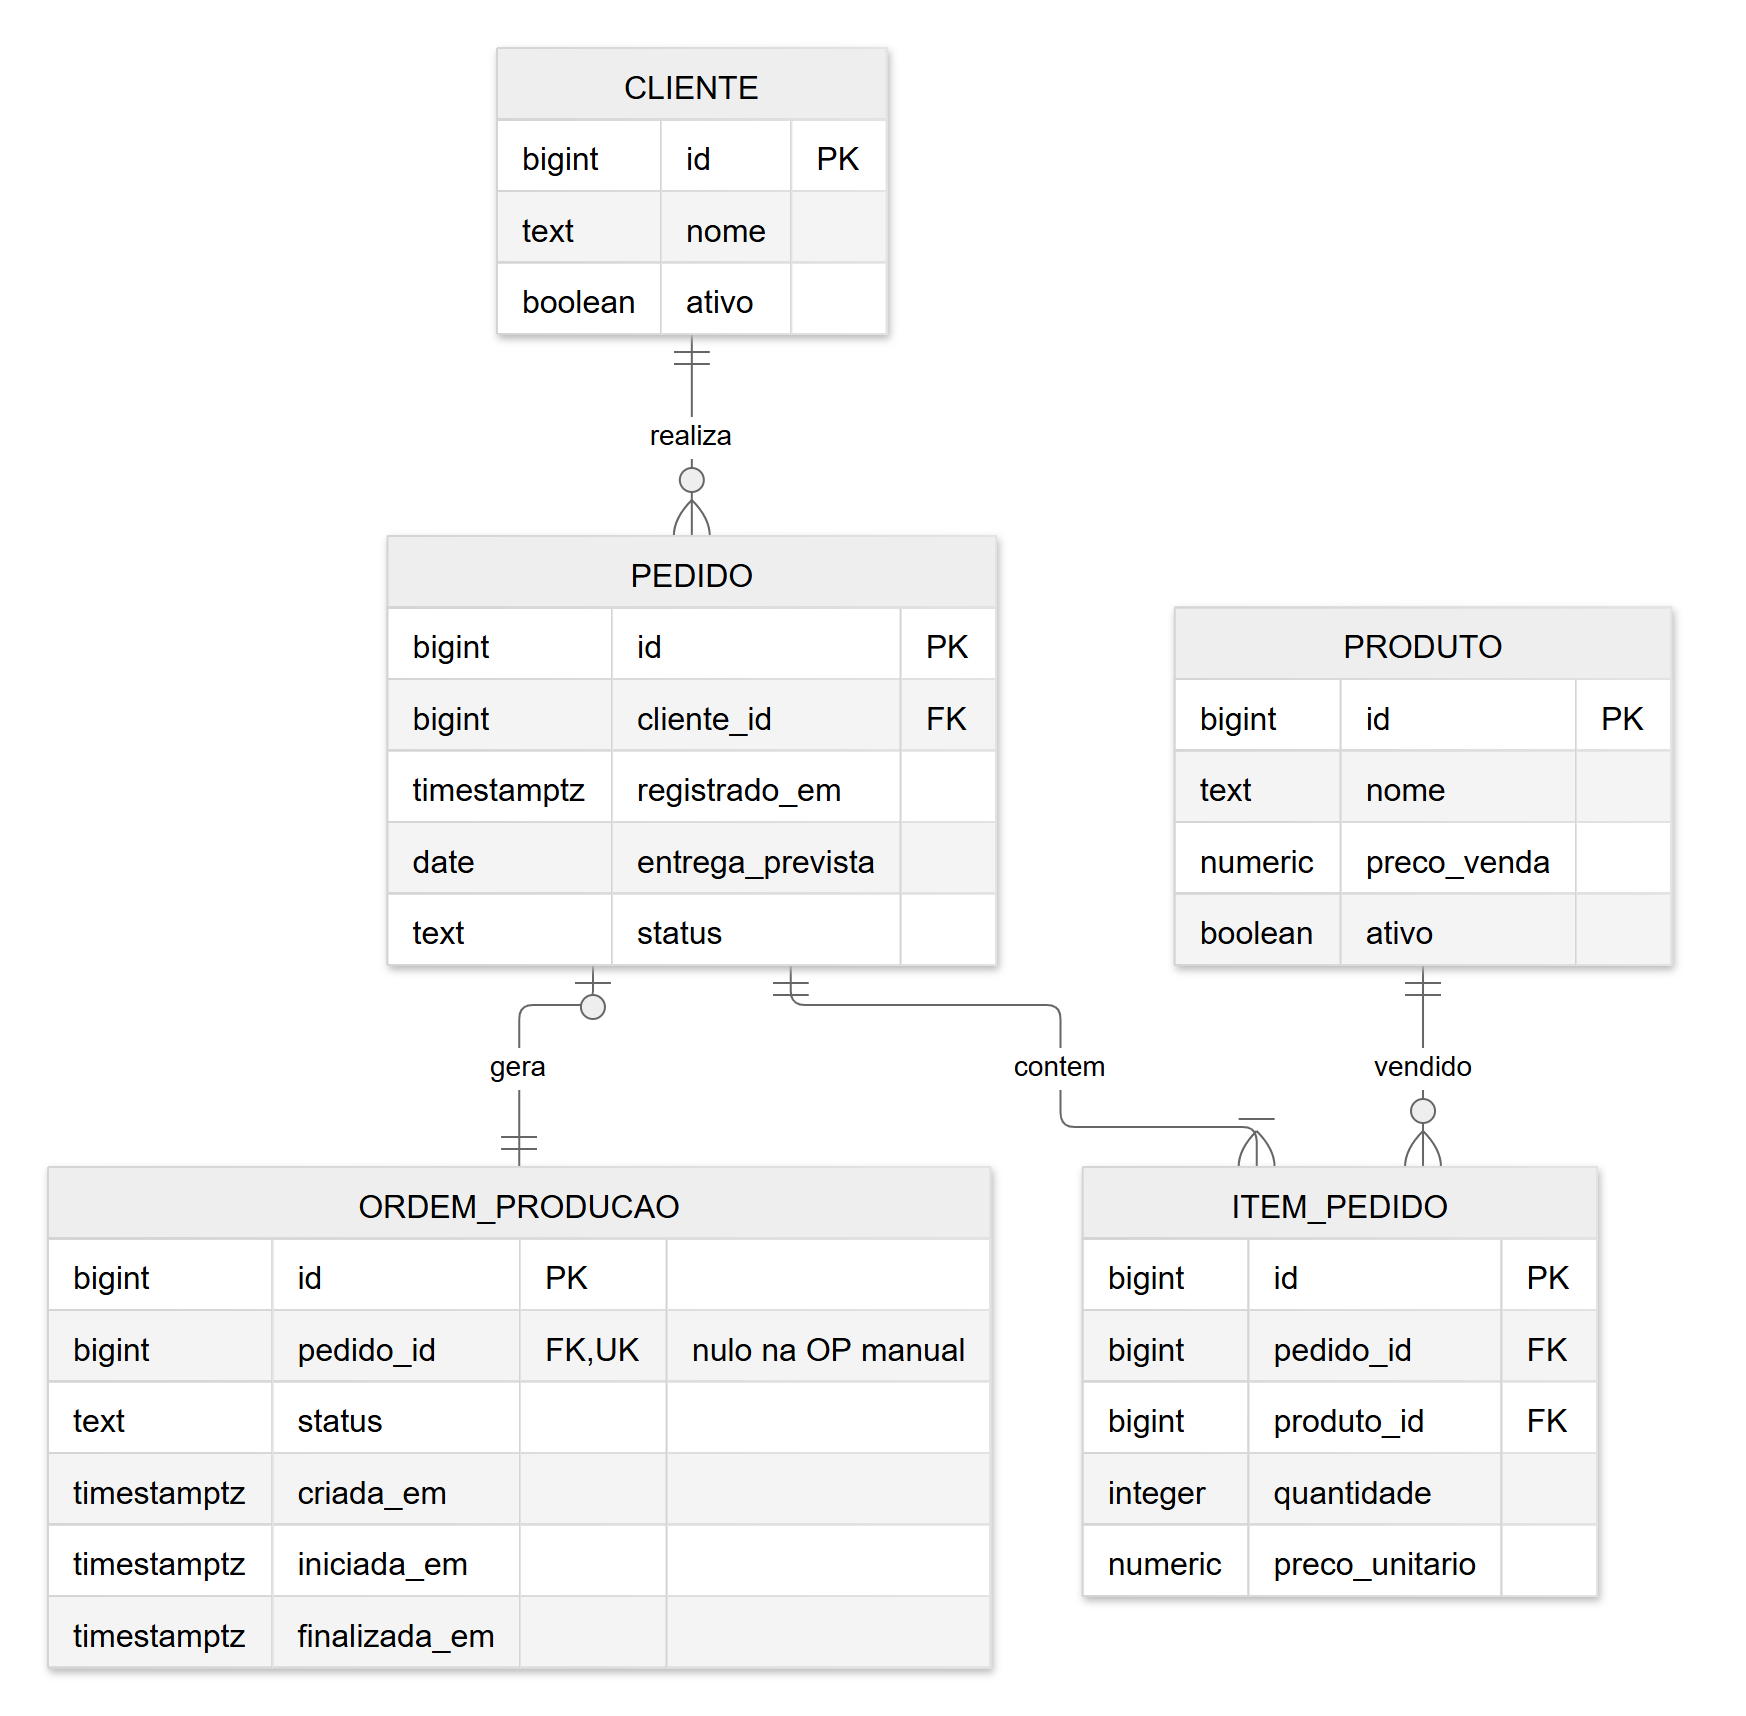 CLIENTE
bigint id PK
text nome
boolean ativo
realiza
PEDIDO
bigint id PK
bigint cliente_id FK
timestamptz registrado_em
date entrega_prevista
text status
PRODUTO
bigint id PK
text nome
numeric preco_venda
boolean ativo
gera
contem
vendido
ORDEM_PRODUCAO
bigint id PK
bigint pedido_id FK,UK nulo na OP manual
text status
timestamptz criada_em
timestamptz iniciada_em
timestamptz finalizada_em
ITEM_PEDIDO
bigint id PK
bigint pedido_id FK
bigint produto_id FK
integer quantidade
numeric preco_unitario